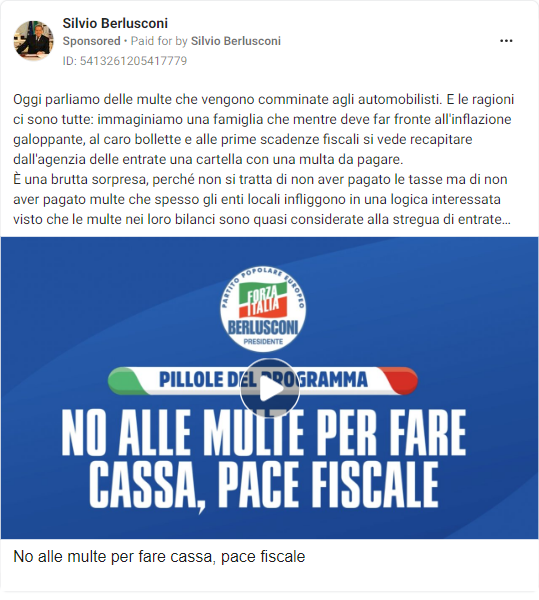 Silvio Berlusconi
Sponsored • Paid for by Silvio Berlusconi
ID: 5413261205417779
Oggi parliamo delle multe che vengono comminate agli automobilisti. E le ragioni
ci sono tutte: immaginiamo una famiglia che mentre deve far fronte all'inflazione
galoppante, al caro bollette e alle prime scadenze fiscali si vede recapitare
dall'agenzia delle entrate una cartella con una multa da pagare.
È una brutta sorpresa, perché non si tratta di non aver pagato le tasse ma di non
aver pagato multe che spesso gli enti locali infliggono in una logica interessata
visto che le multe nei loro bilanci sono quasi considerate alla stregua di entrate...
PARTITO POPOLARE EUROPEO
FORZA
ITALIA
BERLUSCONI
PRESIDENTE
PILLOLE DEL PROGRAMMA
NO ALLE MULTE PER FARE
CASSA, PACE FISCALE
No alle multe per fare cassa, pace fiscale